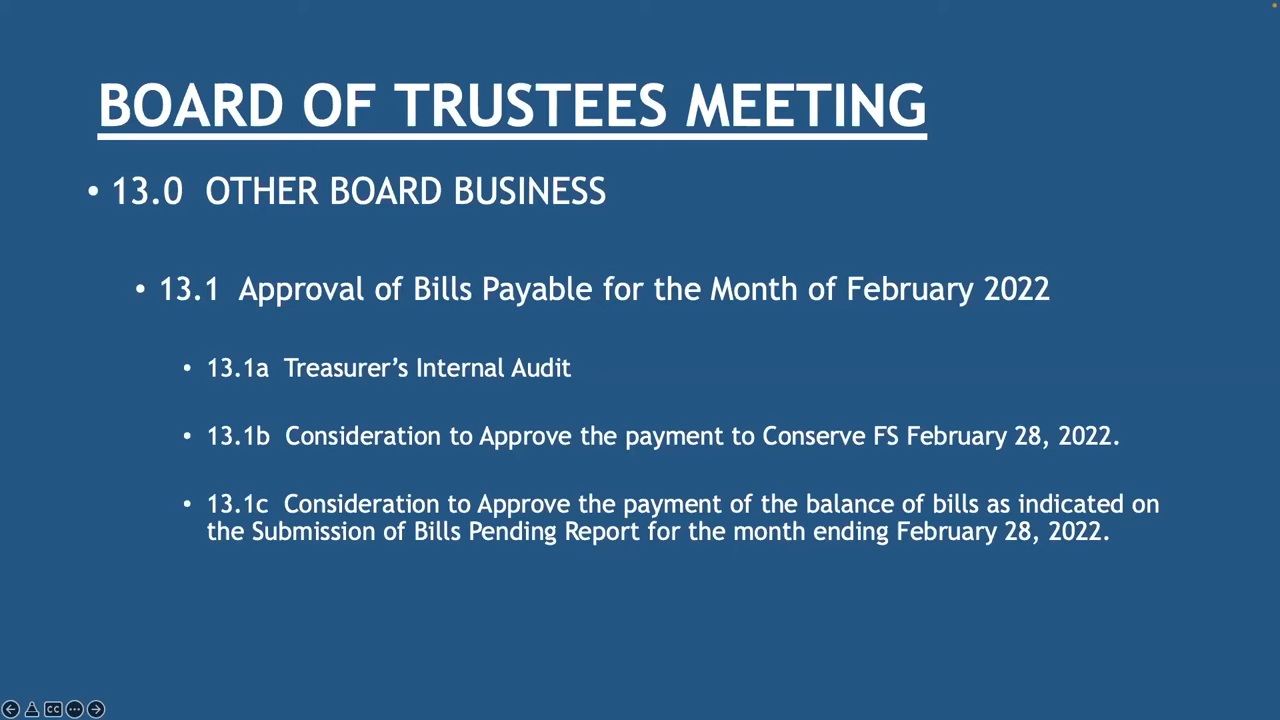 BOARD OF TRUSTEES MEETING
• 13.0 OTHER BOARD BUSINESS
• 13.1 Approval of Bills Payable for the Month of February 2022
• 13.1a Treasurer’s Internal Audit
• 13.1b Consideration to Approve the payment to Conserve FS February 28, 2022.
• 13.1c Consideration to Approve the payment of the balance of bills as indicated on
the Submission of Bills Pending Report for the month ending February 28, 2022.
CC